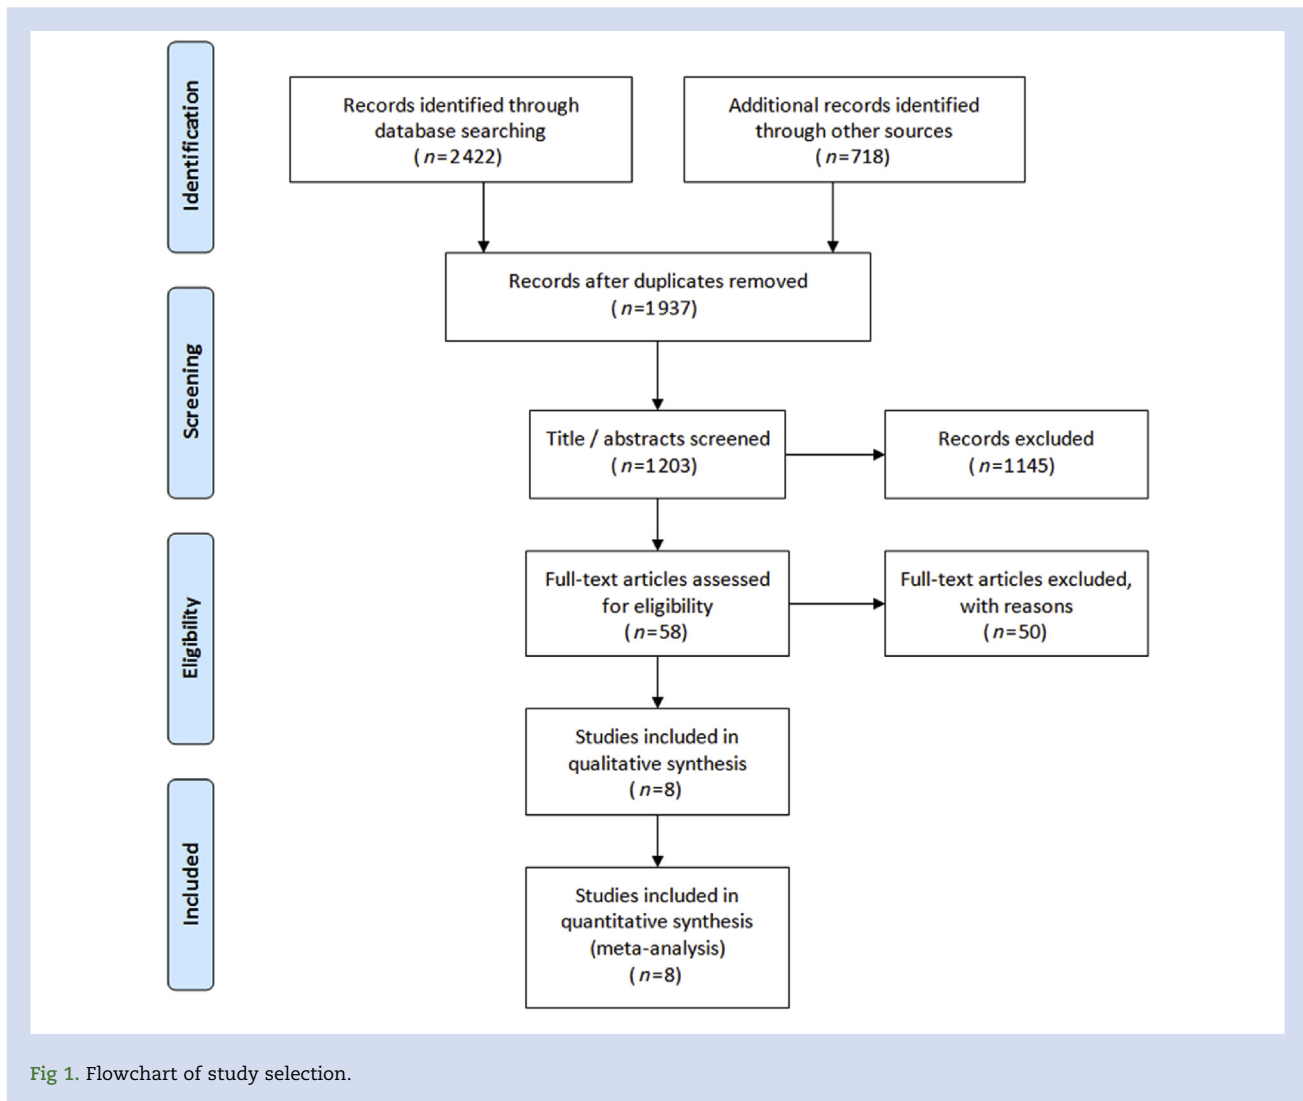 Identification
Records identified through
database searching
(n=2422)
Additional records identified
through other sources
(n=718)
Records after duplicates removed
(n=1937)
Screening
Title / abstracts screened
(n=1203)
Records excluded
(n=1145)
Eligibility
Full-text articles assessed
for eligibility
(n=58)
Full-text articles excluded,
with reasons
(n=50)
Studies included in
qualitative synthesis
(n=8)
Included
Studies included in
quantitative synthesis
(meta-analysis)
(n=8)
Fig 1. Flowchart of study selection.